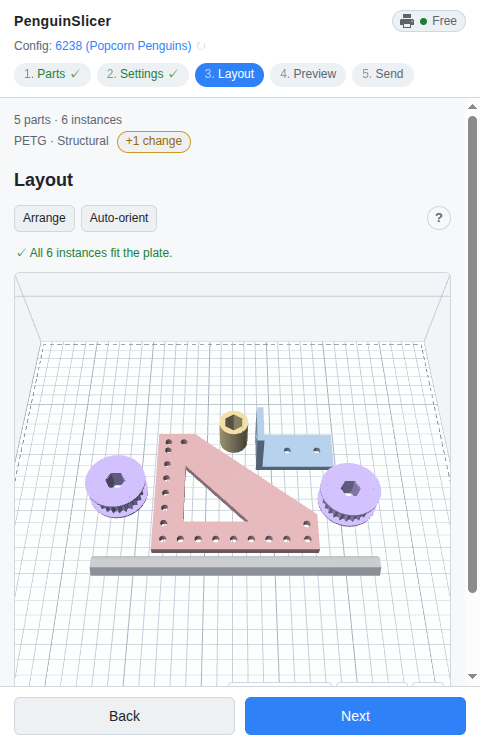 PenguinSlicer
Free
Config: 6238 (Popcorn Penguins)
1. Parts ✓
2. Settings ✓
3. Layout
4. Preview
5. Send
5 parts · 6 instances
PETG · Structural
+1 change
Layout
Arrange
Auto-orient
?
✓ All 6 instances fit the plate.
Back
Next